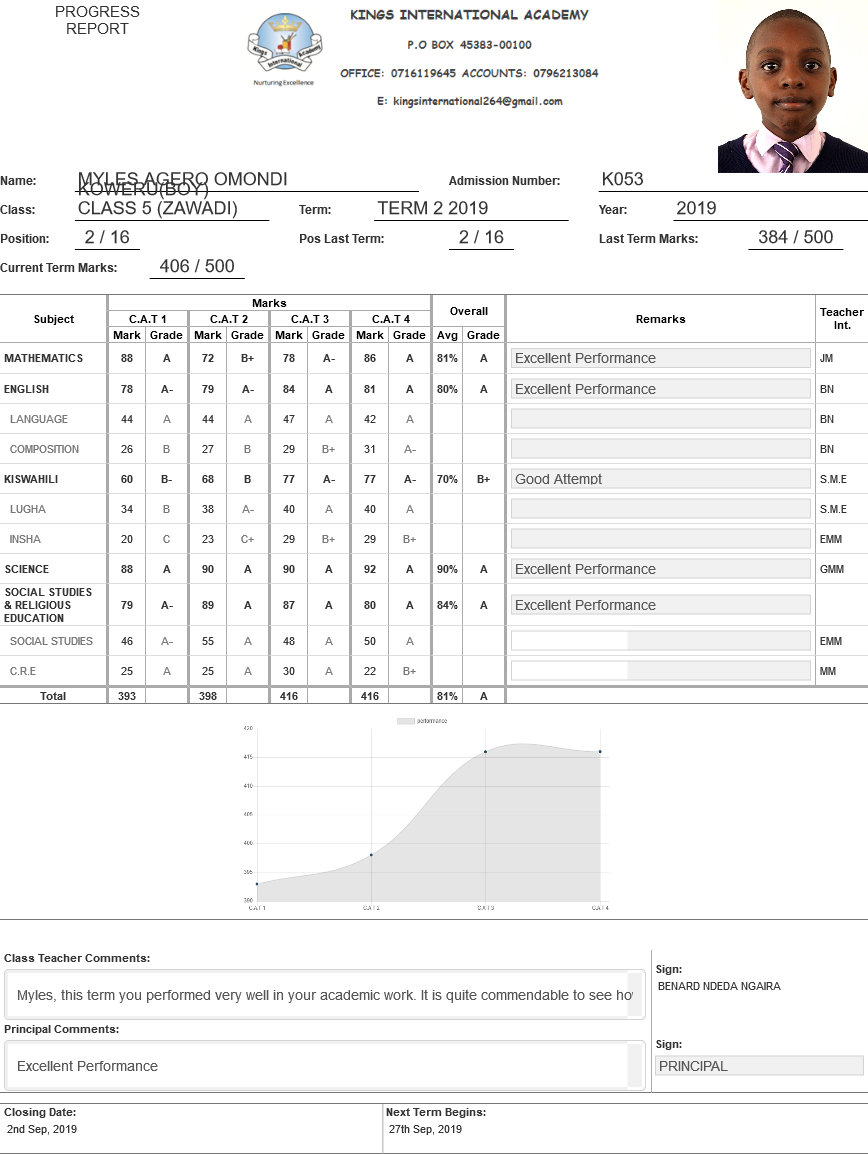 PROGRESS
REPORT
KINGS INTERNATIONAL ACADEMY
P.O BOX 45383-00100
OFFICE: 0716119645 ACCOUNTS: 0796213084
E: kingsinternational264@gmail.com
Kings International Academy
Nurturing Excellence
Name: MYLES AGERO OMONDI
KOWERU(BOY)
Admission Number: K053
Class: CLASS 5 (ZAWADI) Term: TERM 2 2019 Year: 2019
Position: 2 / 16 Pos Last Term: 2 / 16 Last Term Marks: 384 / 500
Current Term Marks: 406 / 500
Subject Marks Overall Remarks Teacher Int.
C.A.T 1 C.A.T 2 C.A.T 3 C.A.T 4
Mark Grade Mark Grade Mark Grade Mark Grade Avg Grade
MATHEMATICS 88 A 72 B+ 78 A- 86 A 81% A Excellent Performance JM
ENGLISH 78 A- 79 A- 84 A 81 A 80% A Excellent Performance BN
LANGUAGE 44 A 44 A 47 A 42 A BN
COMPOSITION 26 B 27 B 29 B+ 31 A- BN
KISWAHILI 60 B- 68 B 77 A- 77 A- 70% B+ Good Attempt S.M.E
LUGHA 34 B 38 A- 40 A 40 A S.M.E
INSHA 20 C 23 C+ 29 B+ 29 B+ EMM
SCIENCE 88 A 90 A 90 A 92 A 90% A Excellent Performance GMM
SOCIAL STUDIES
& RELIGIOUS
EDUCATION 79 A- 89 A 87 A 80 A 84% A Excellent Performance
SOCIAL STUDIES 46 A- 55 A 48 A 50 A EMM
C.R.E 25 A 25 A 30 A 22 B+ MM
Total 393 398 416 416 81% A
performance
420
415
410
405
400
395
390
C.A.T 1 C.A.T 2 C.A.T 3 C.A.T 4
Class Teacher Comments:
Myles, this term you performed very well in your academic work. It is quite commendable to see
Sign:
BENARD NDEDA NGAIRA
Principal Comments:
Excellent Performance
Sign:
PRINCIPAL
Closing Date:
2nd Sep, 2019
Next Term Begins:
27th Sep, 2019